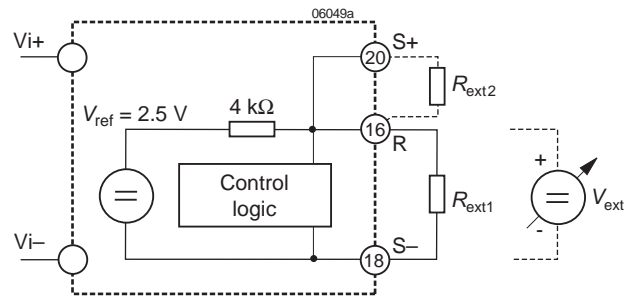 06049a
Vi+
S+
20
Rext2
Vref = 2.5 V
4 kΩ
16
R
Control
logic
Rext1
+
Vext
-
Vi–
S–
18